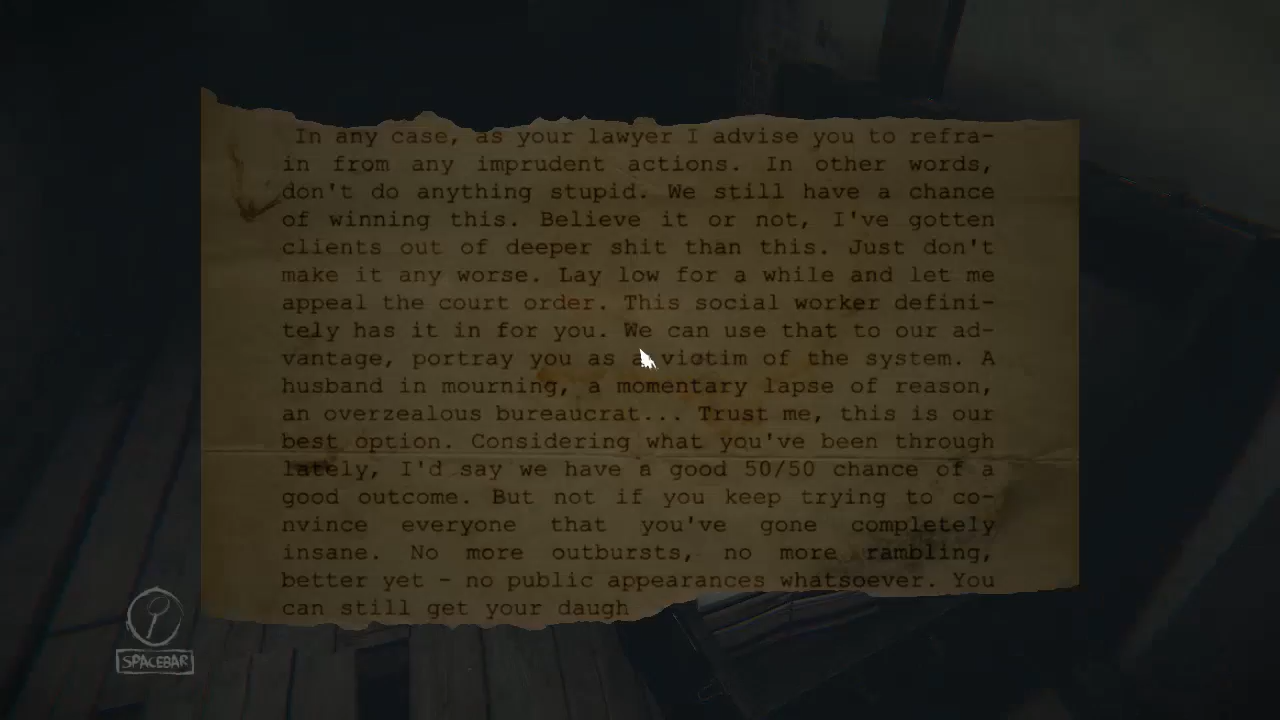 In any case, as your lawyer I advise you to refra-
in from any imprudent actions. In other words,
don't do anything stupid. We still have a chance
of winning this. Believe it or not, I've gotten
clients out of deeper shit than this. Just don't
make it any worse. Lay low for a while and let me
appeal the court order. This social worker defini-
tely has it in for you. We can use that to our ad-
vantage, portray you as a victim of the system. A
husband in mourning, a momentary lapse of reason,
an overzealous bureaucrat... Trust me, this is our
best option. Considering what you've been through
lately, I'd say we have a good 50/50 chance of a
good outcome. But not if you keep trying to co-
nvince everyone that you've gone completely
insane. No more outbursts, no more rambling,
better yet - no public appearances whatsoever. You
can still get your daugh
SPACEBAR